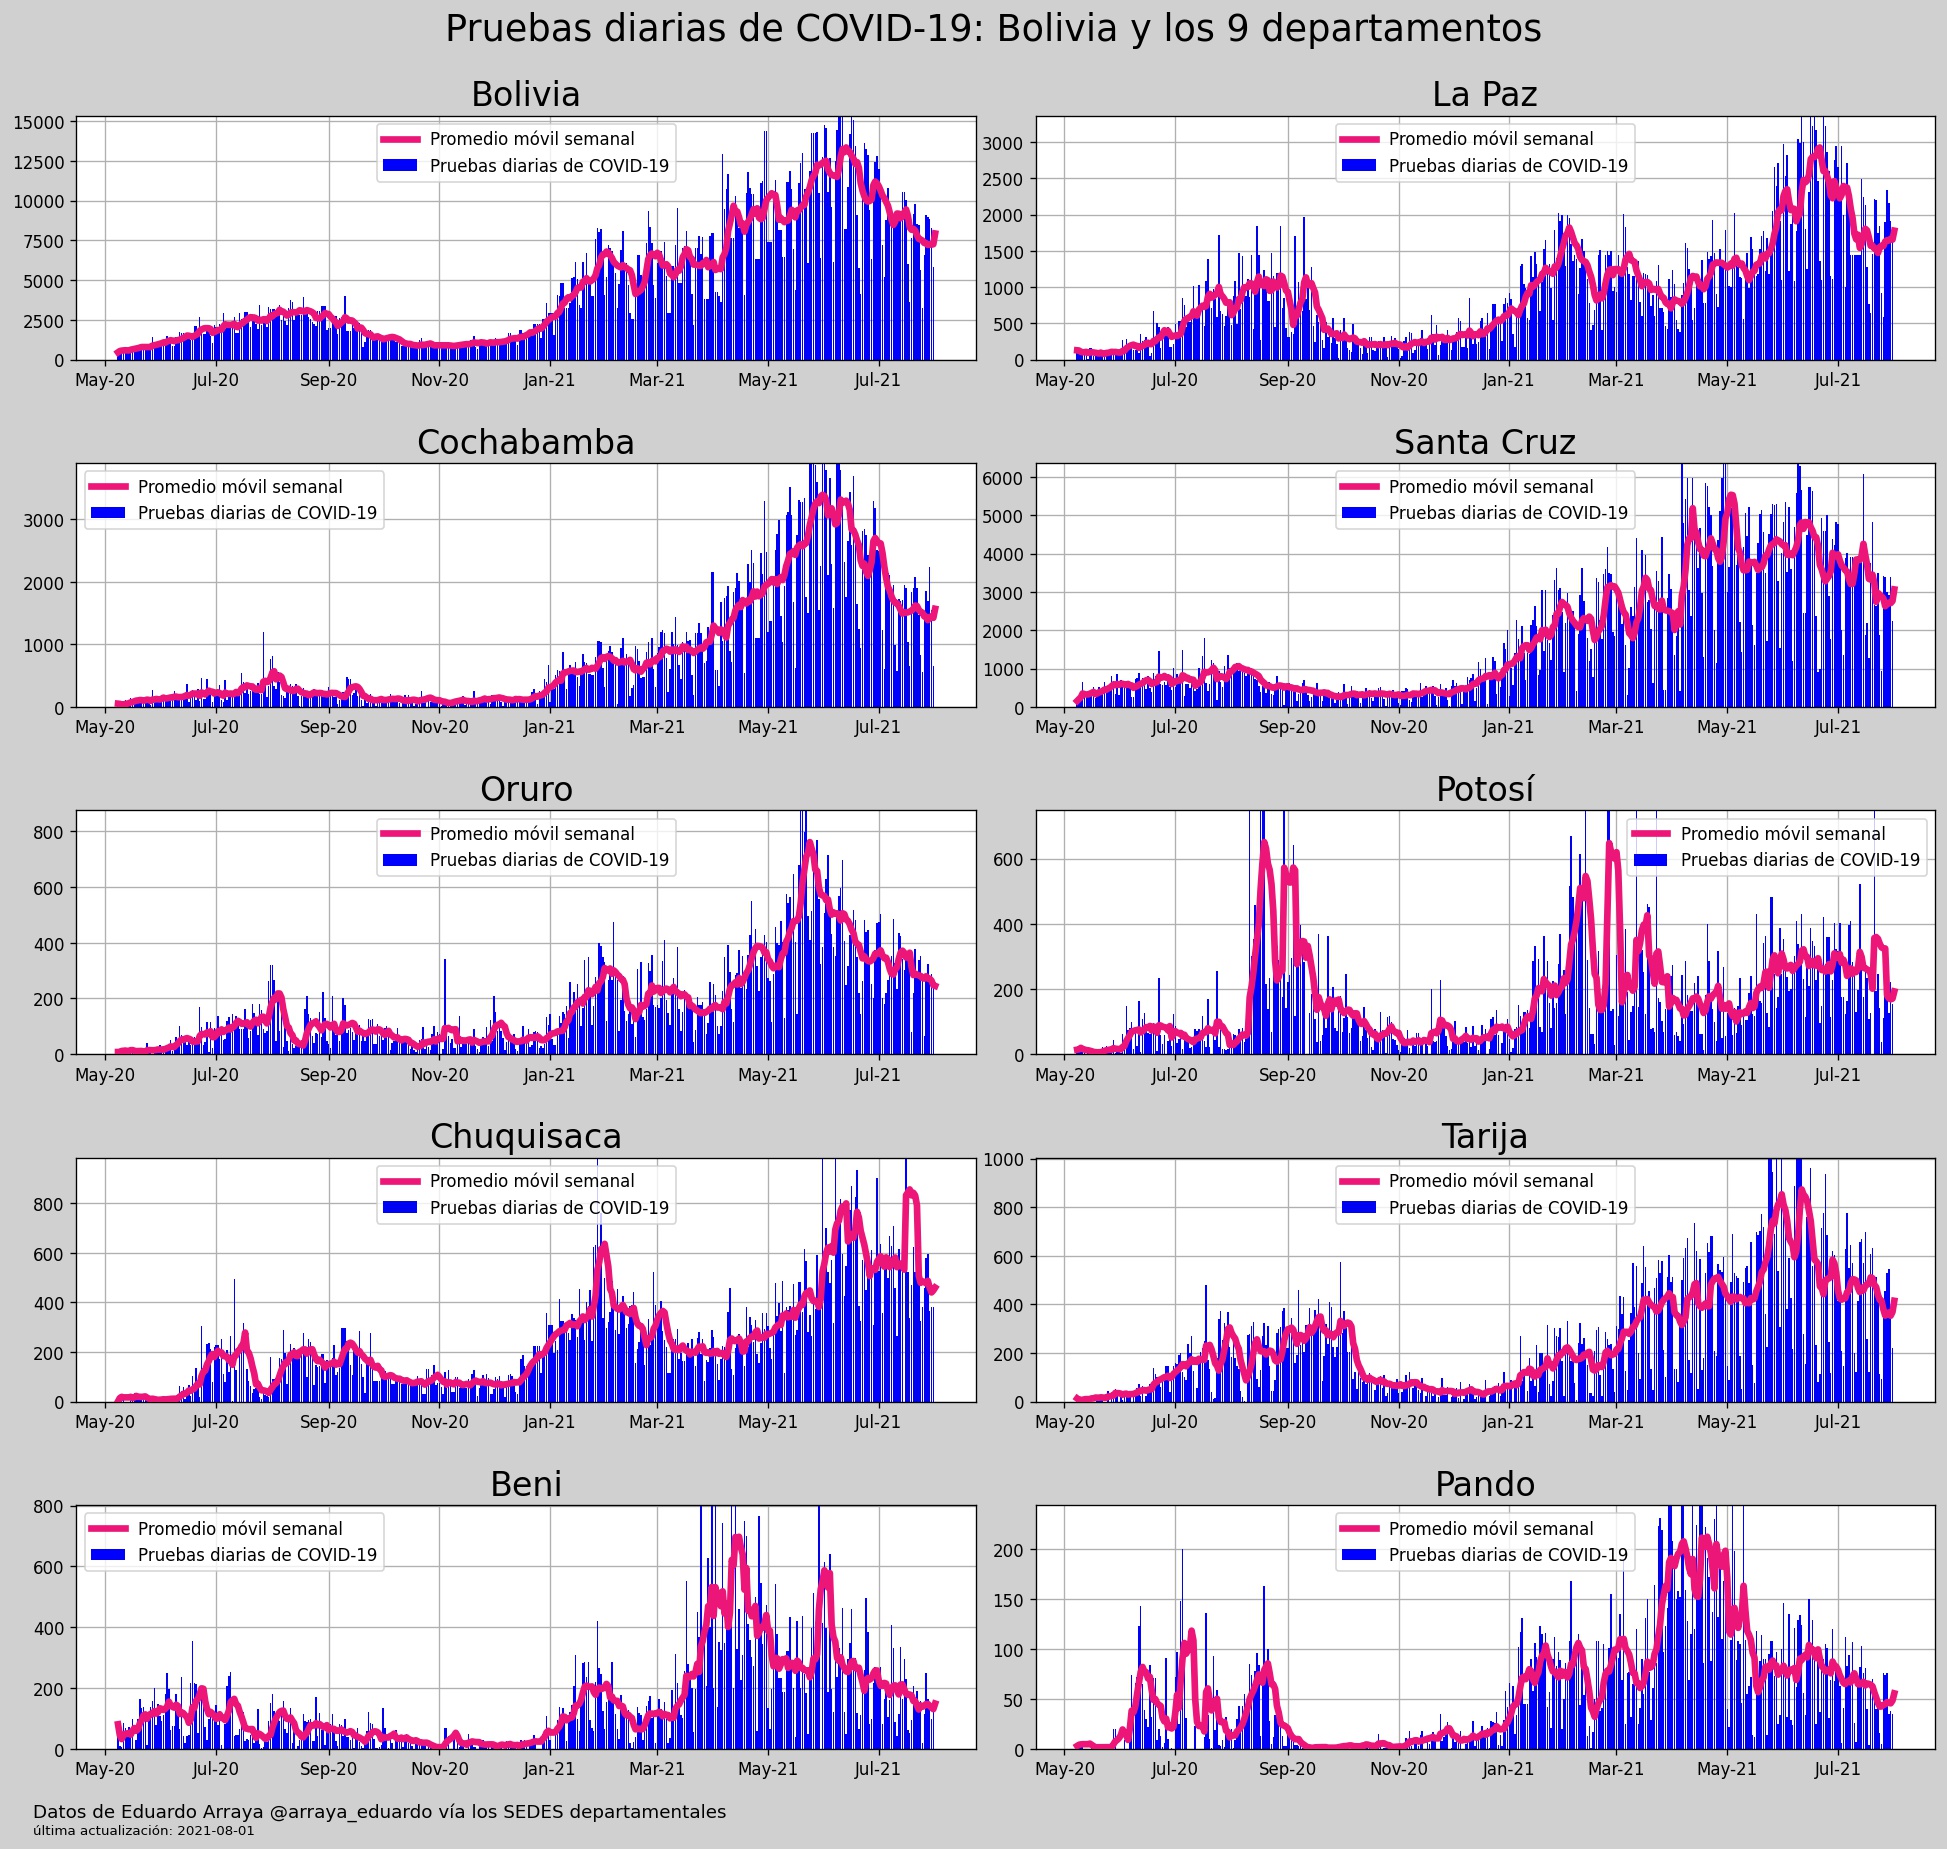 Pruebas diarias de COVID-19: Bolivia y los 9 departamentos
Bolivia
Promedio móvil semanal
Pruebas diarias de COVID-19
15000
12500
10000
7500
5000
2500
0
May-20 Jul-20 Sep-20 Nov-20 Jan-21 Mar-21 May-21 Jul-21
La Paz
Promedio móvil semanal
Pruebas diarias de COVID-19
3000
2500
2000
1500
1000
500
0
May-20 Jul-20 Sep-20 Nov-20 Jan-21 Mar-21 May-21 Jul-21
Cochabamba
Promedio móvil semanal
Pruebas diarias de COVID-19
3000
2000
1000
0
May-20 Jul-20 Sep-20 Nov-20 Jan-21 Mar-21 May-21 Jul-21
Santa Cruz
Promedio móvil semanal
Pruebas diarias de COVID-19
6000
5000
4000
3000
2000
1000
0
May-20 Jul-20 Sep-20 Nov-20 Jan-21 Mar-21 May-21 Jul-21
Oruro
Promedio móvil semanal
Pruebas diarias de COVID-19
800
600
400
200
0
May-20 Jul-20 Sep-20 Nov-20 Jan-21 Mar-21 May-21 Jul-21
Potosí
Promedio móvil semanal
Pruebas diarias de COVID-19
600
400
200
0
May-20 Jul-20 Sep-20 Nov-20 Jan-21 Mar-21 May-21 Jul-21
Chuquisaca
Promedio móvil semanal
Pruebas diarias de COVID-19
800
600
400
200
0
May-20 Jul-20 Sep-20 Nov-20 Jan-21 Mar-21 May-21 Jul-21
Tarija
Promedio móvil semanal
Pruebas diarias de COVID-19
1000
800
600
400
200
0
May-20 Jul-20 Sep-20 Nov-20 Jan-21 Mar-21 May-21 Jul-21
Beni
Promedio móvil semanal
Pruebas diarias de COVID-19
800
600
400
200
0
May-20 Jul-20 Sep-20 Nov-20 Jan-21 Mar-21 May-21 Jul-21
Pando
Promedio móvil semanal
Pruebas diarias de COVID-19
200
150
100
50
0
May-20 Jul-20 Sep-20 Nov-20 Jan-21 Mar-21 May-21 Jul-21
Datos de Eduardo Arraya @arraya_eduardo vía los SEDES departamentales
última actualización: 2021-08-01